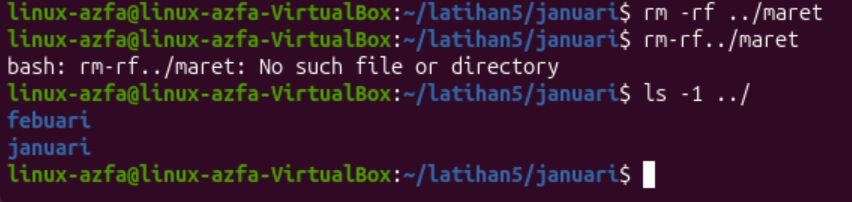 linux-azfa@linux-azfa-VirtualBox:~/latihan5/januari$ rm -rf ../maret
linux-azfa@linux-azfa-VirtualBox:~/latihan5/januari$ rm-rf../maret
bash: rm-rf../maret: No such file or directory
linux-azfa@linux-azfa-VirtualBox:~/latihan5/januari$ ls -1 ../
febuari
januari
linux-azfa@linux-azfa-VirtualBox:~/latihan5/januari$